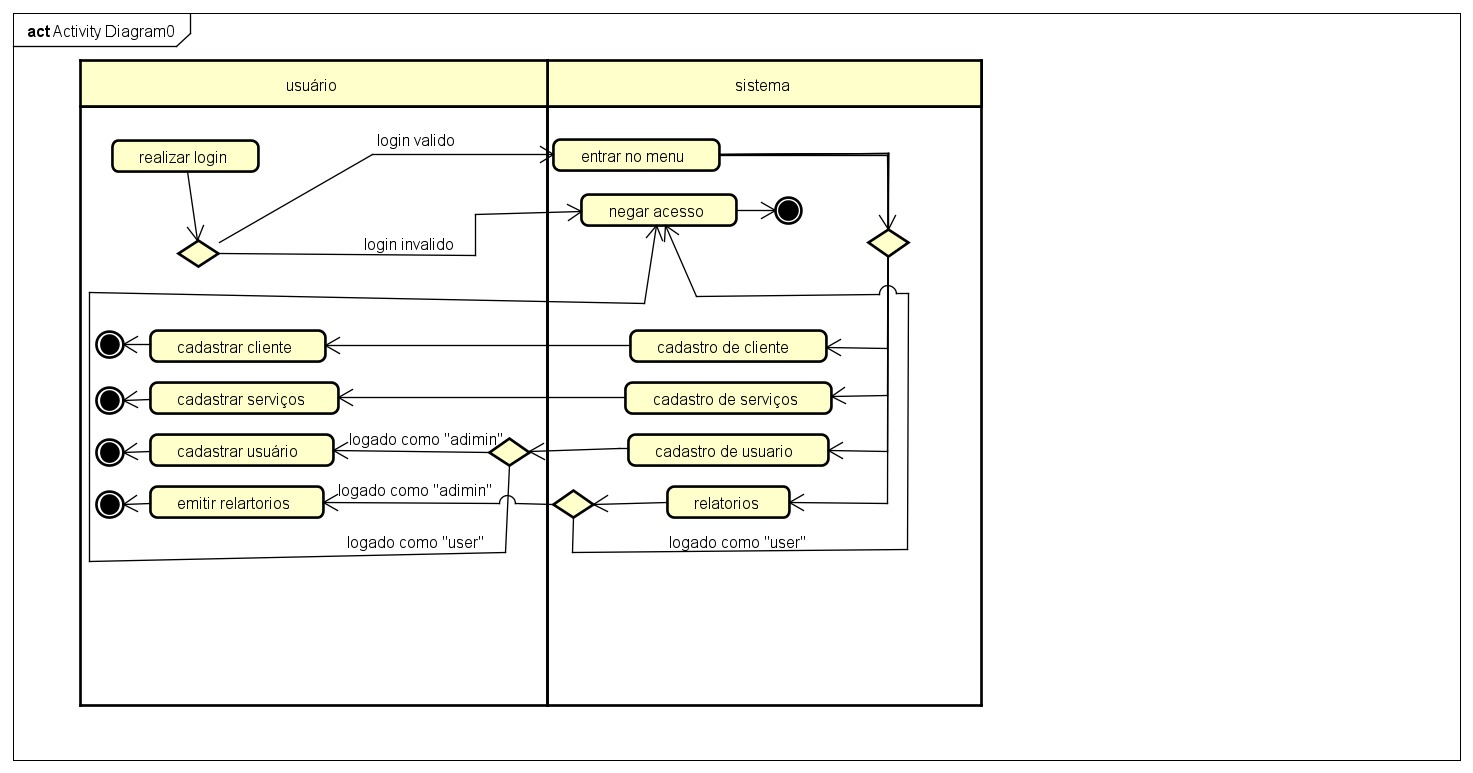 act Activity Diagram0
usuário
sistema
login valido
realizar login
entrar no menu
negar acesso
login invalido
cadastrar cliente
cadastro de cliente
cadastrar serviços
cadastro de serviços
logado como "adimin"
cadastrar usuário
cadastro de usuario
logado como "adimin"
emitir relartorios
relatorios
logado como "user"
logado como "user"